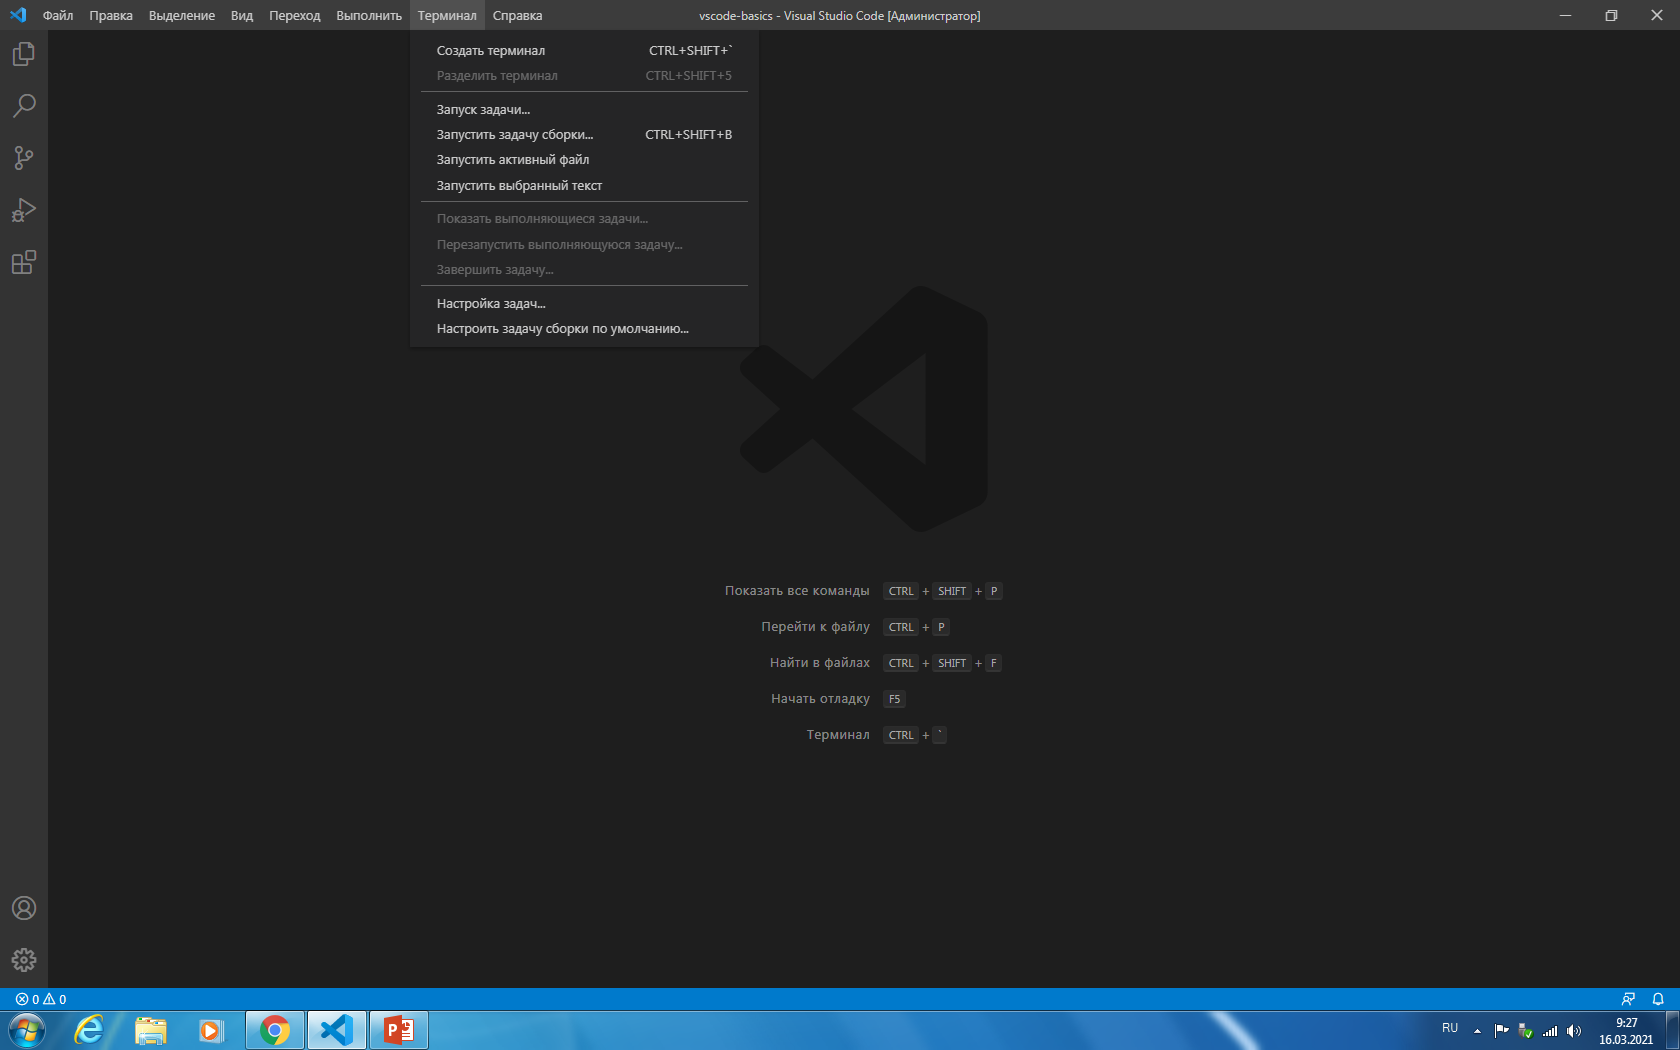 Файл Правка Выделение Вид Переход Выполнить Терминал Справка vscode-basics - Visual Studio Code [Администратор]
Создать терминал CTRL+SHIFT+`
Разделить терминал CTRL+SHIFT+5
Запуск задачи...
Запустить задачу сборки... CTRL+SHIFT+B
Запустить активный файл
Запустить выбранный текст
Показать выполняющиеся задачи...
Перезапустить выполняющуюся задачу...
Завершить задачу...
Настройка задач...
Настроить задачу сборки по умолчанию...
Показать все команды CTRL + SHIFT + P
Перейти к файлу CTRL + P
Найти в файлах CTRL + SHIFT + F
Начать отладку F5
Терминал CTRL + `
0 0
RU 9:27
16.03.2021